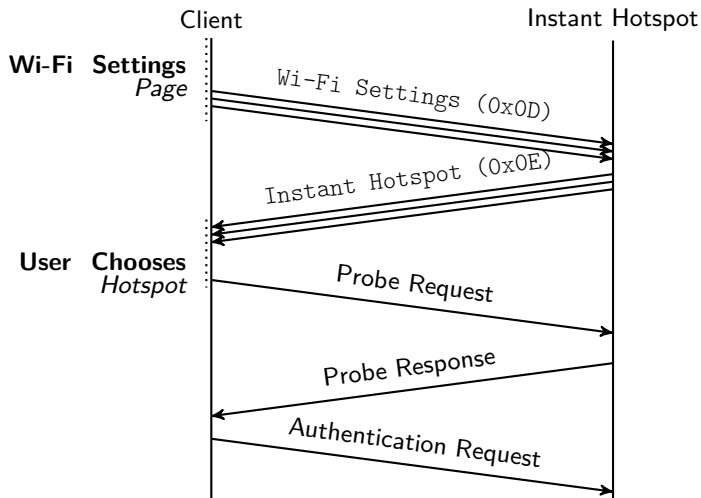 Client
Instant Hotspot
Wi-Fi Settings
Page
Wi-Fi Settings (0x0D)
Instant Hotspot (0x0E)
User Chooses
Hotspot
Probe Request
Probe Response
Authentication Request